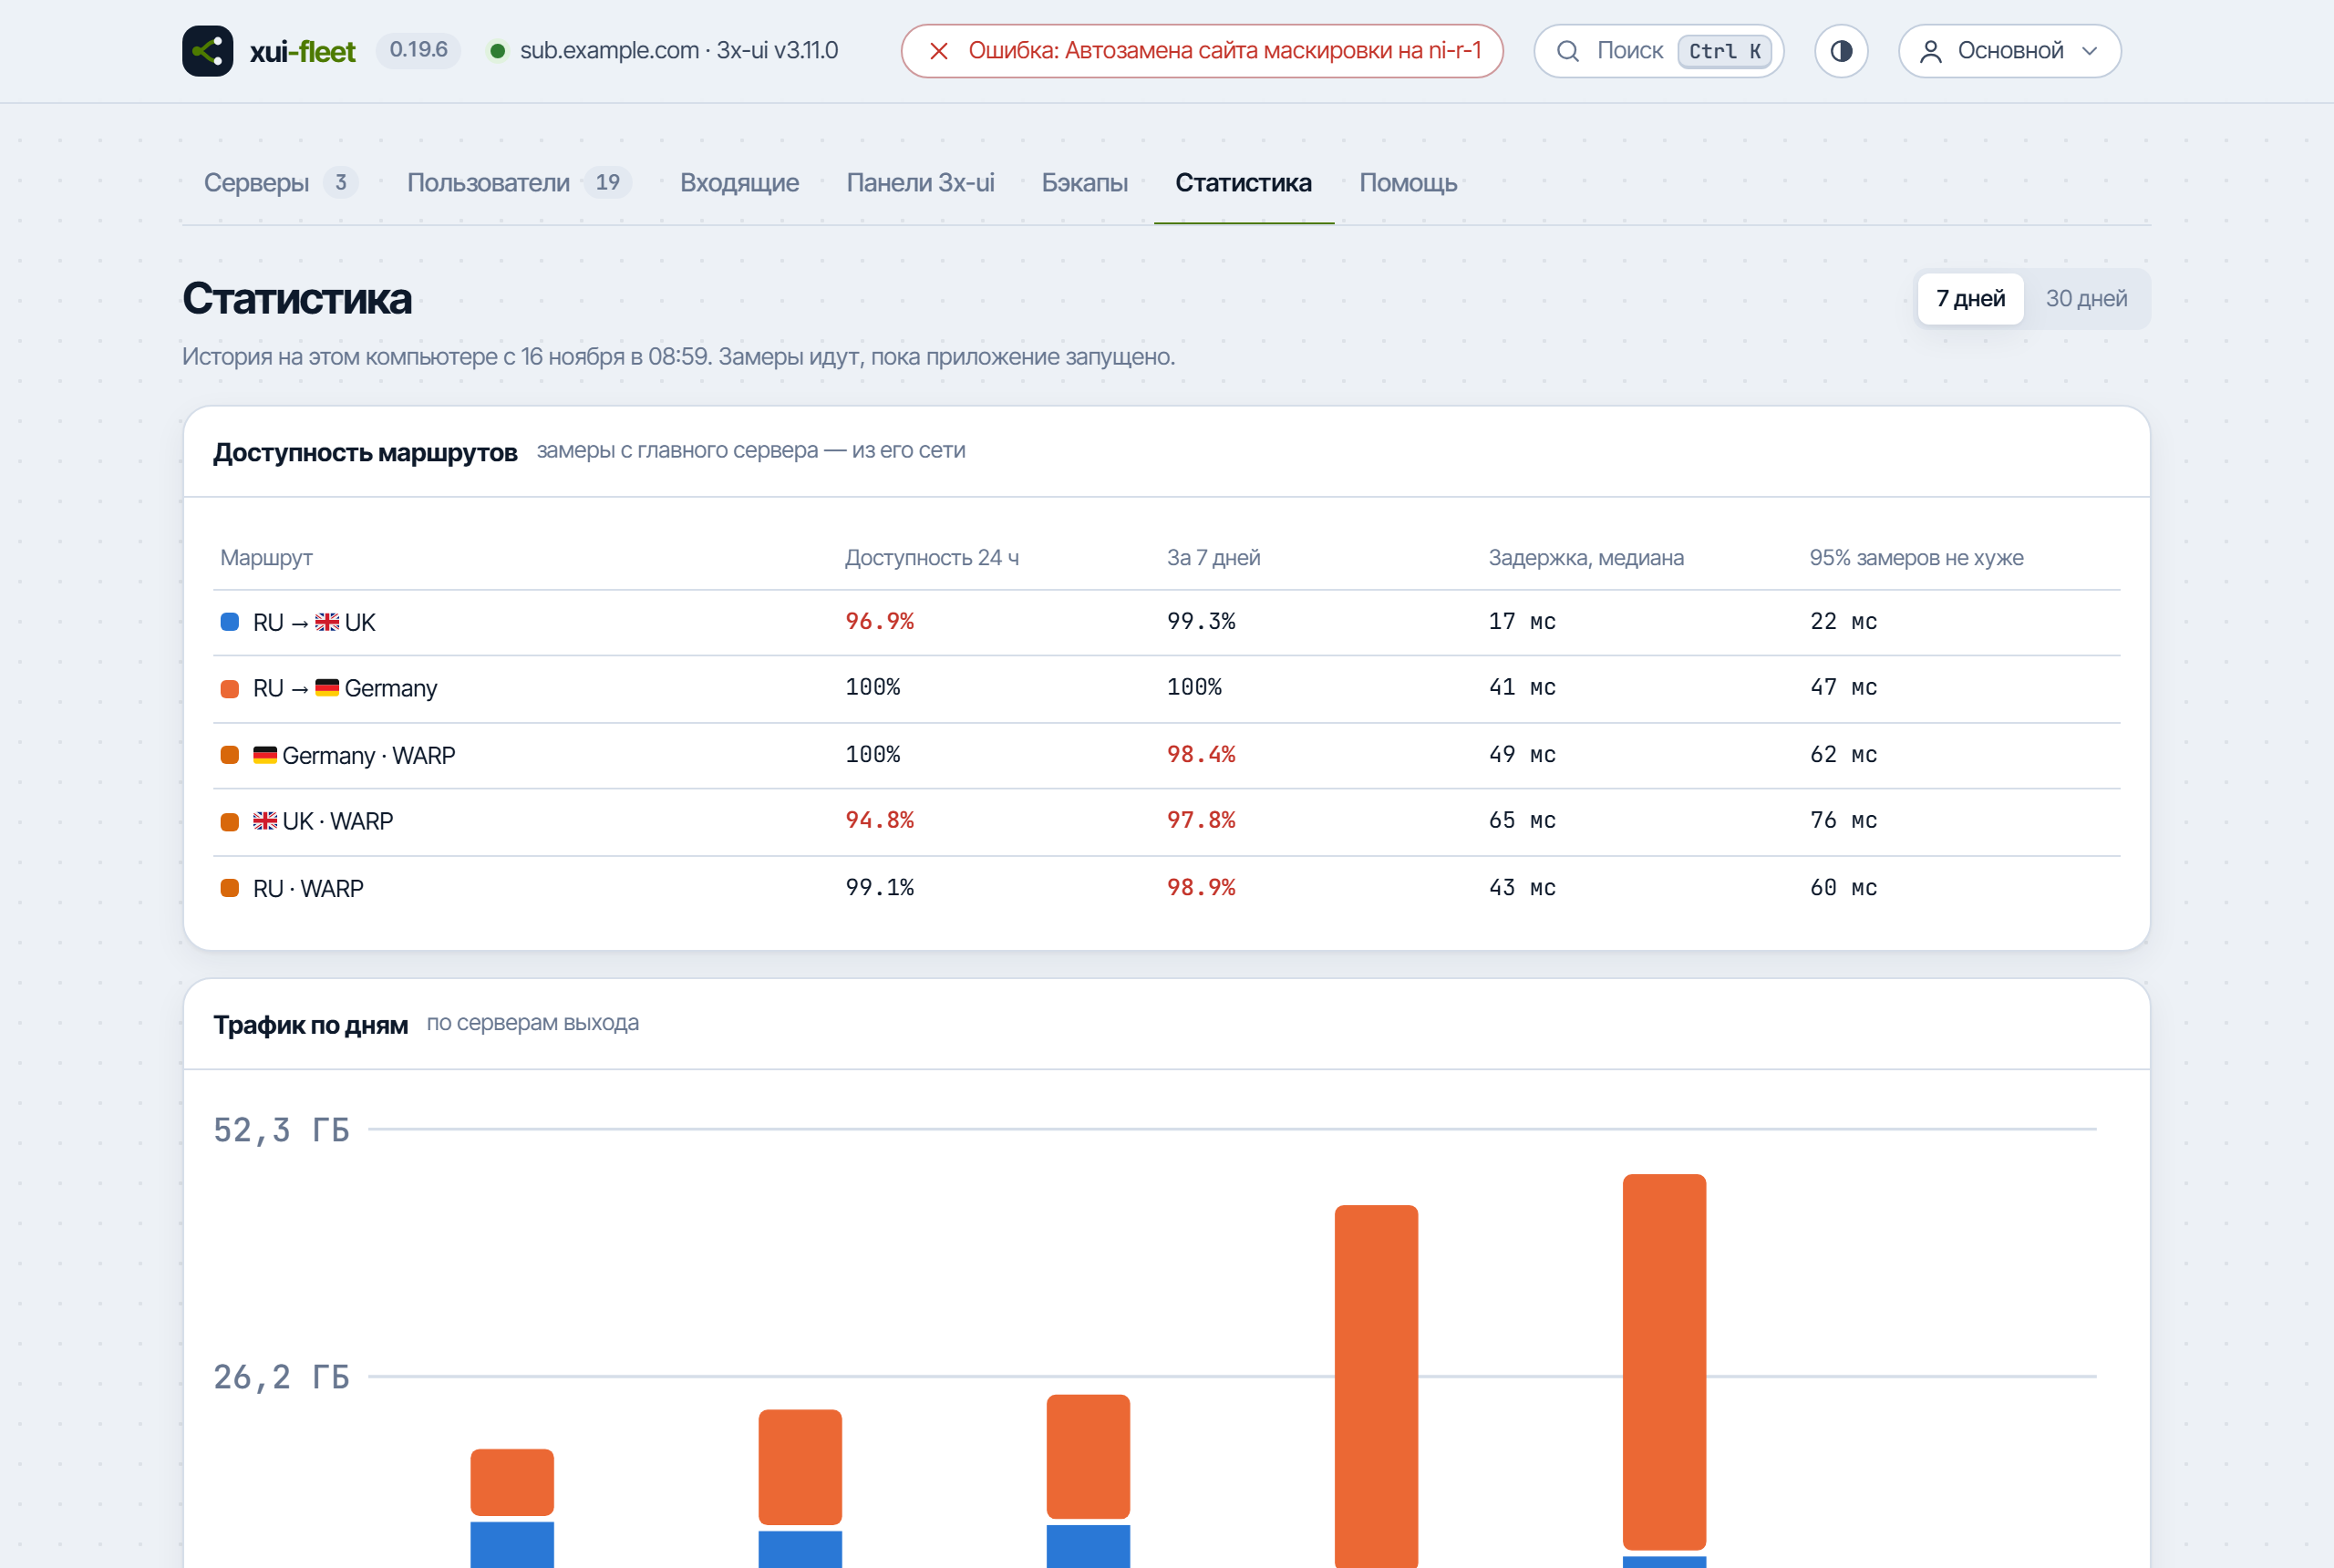 xui-fleet 0.19.6 sub.example.com · 3x-ui v3.11.0 Ошибка: Автозамена сайта маскировки на ni-r-1 Поиск Ctrl K Основной
Серверы 3 Пользователи 19 Входящие Панели 3x-ui Бэкапы Статистика Помощь
Статистика 7 дней 30 дней
История на этом компьютере с 16 ноября в 08:59. Замеры идут, пока приложение запущено.
Доступность маршрутов замеры с главного сервера — из его сети
Маршрут Доступность 24 ч За 7 дней Задержка, медиана 95% замеров не хуже
RU → UK 96.9% 99.3% 17 мс 22 мс
RU → Germany 100% 100% 41 мс 47 мс
Germany · WARP 100% 98.4% 49 мс 62 мс
UK · WARP 94.8% 97.8% 65 мс 76 мс
RU · WARP 99.1% 98.9% 43 мс 60 мс
Трафик по дням по серверам выхода
52,3 ГБ
26,2 ГБ